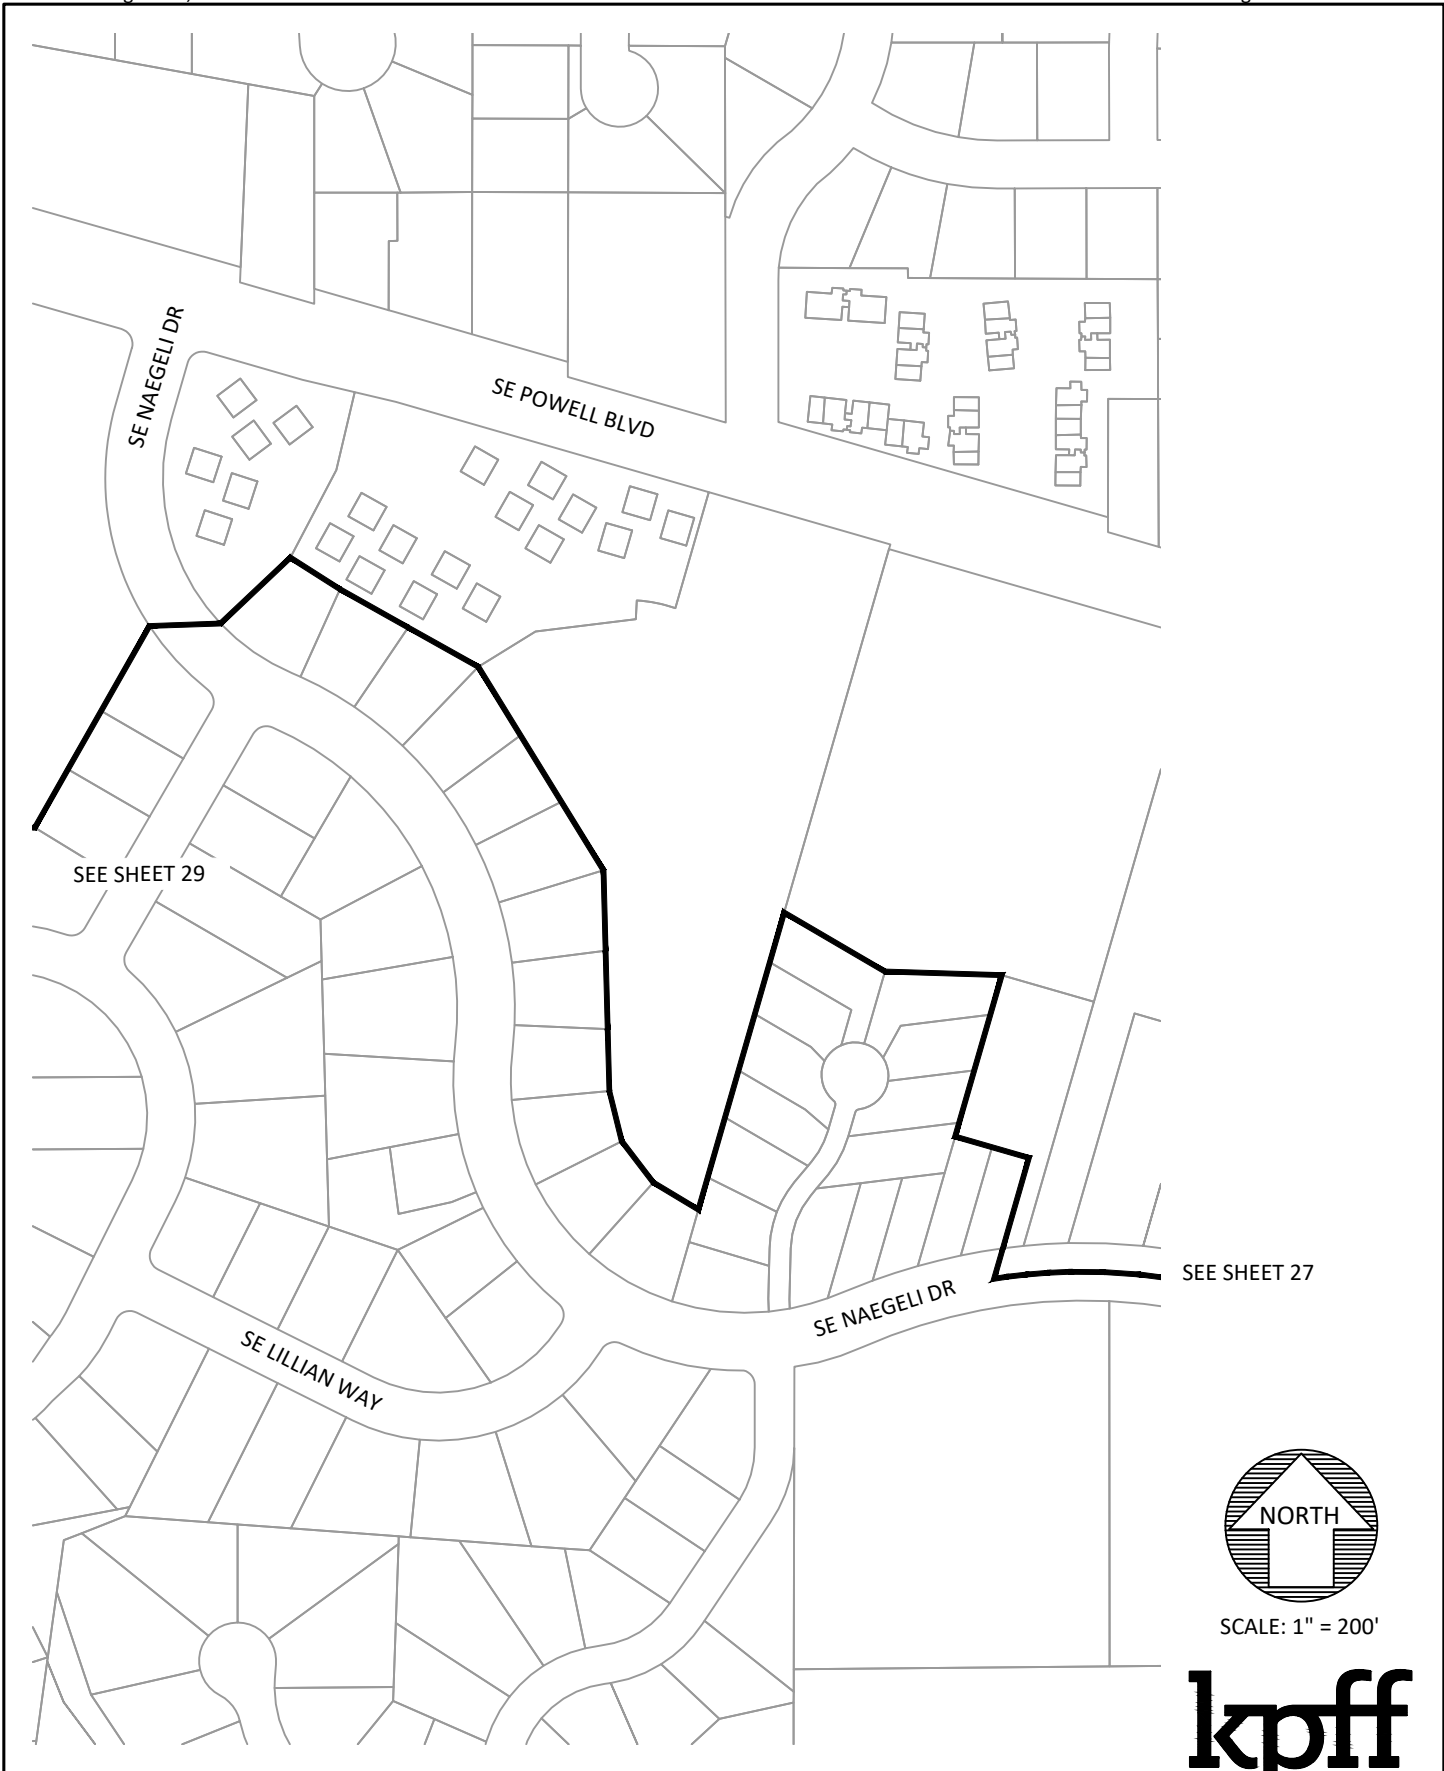 SE NAEGELI DR
SE POWELL BLVD
SEE SHEET 29
SEE SHEET 27
SE NAEGELI DR
SE LILLIAN WAY
NORTH
SCALE: 1" = 200'
kpff